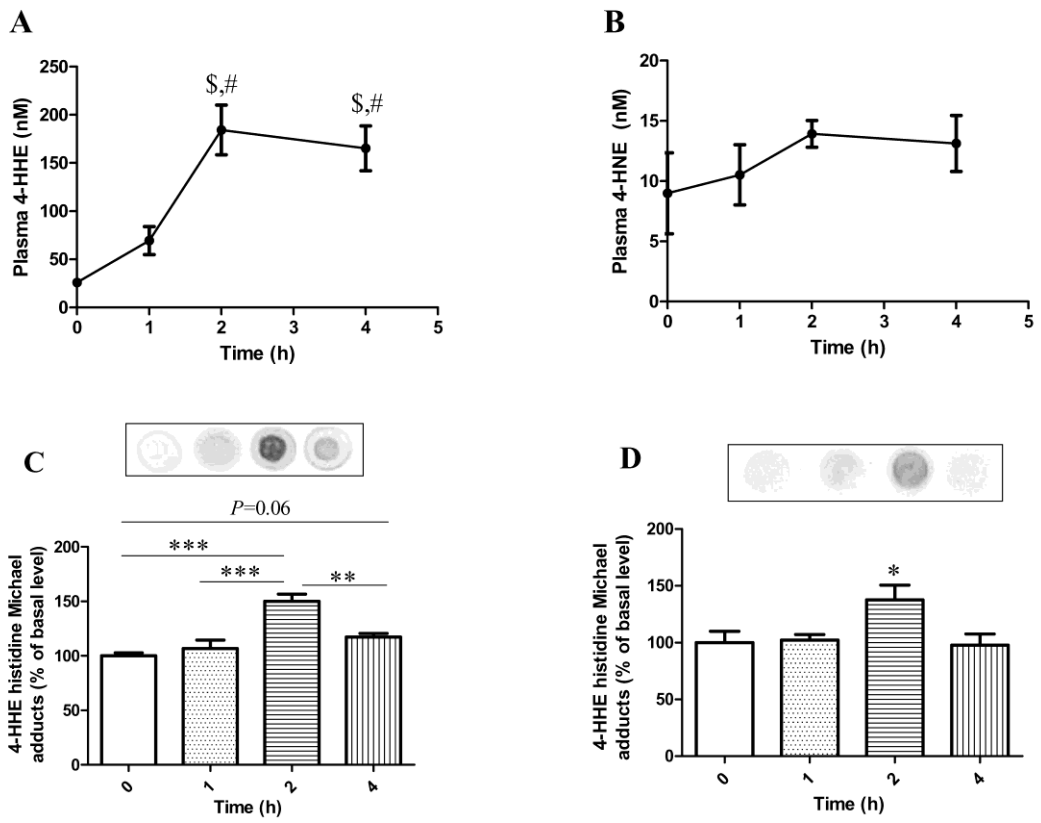 A
Plasma 4-HHE (nM)
250
200
150
100
50
0
$,#
$,#
0 1 2 3 4 5
Time (h)
B
Plasma 4-HNE (nM)
20
15
10
5
0
0 1 2 3 4 5
Time (h)
C
P=0.06
***
***
**
4-HHE histidine Michael
adducts (% of basal level)
200
150
100
50
0
0 1 2 4
Time (h)
D
*
4-HHE histidine Michael
adducts (% of basal level)
200
150
100
50
0
0 1 2 4
Time (h)